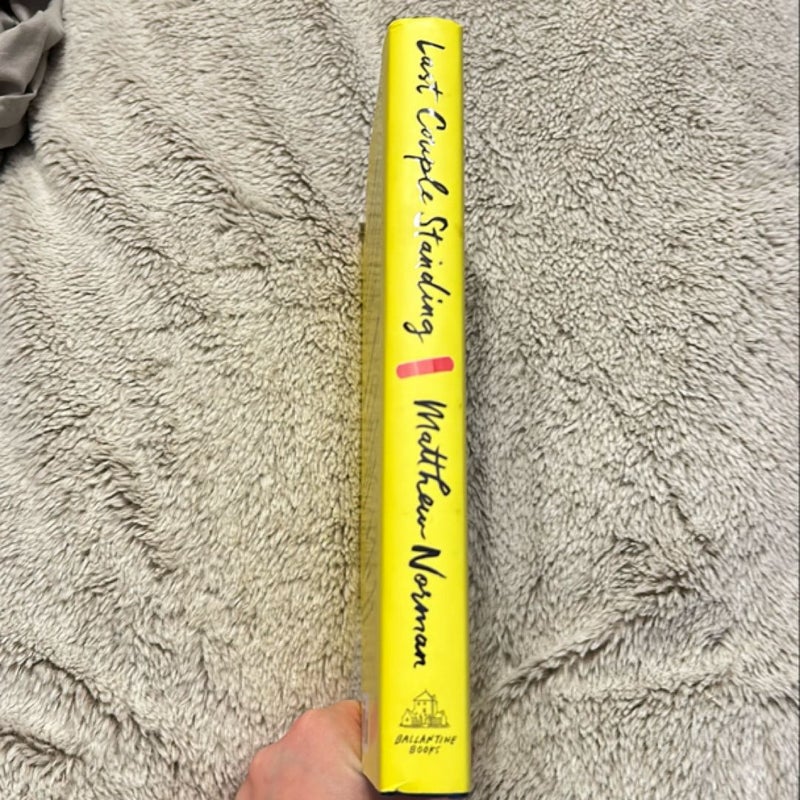 Last Couple Standing
Matthew Norman
BALLANTINE
BOOKS